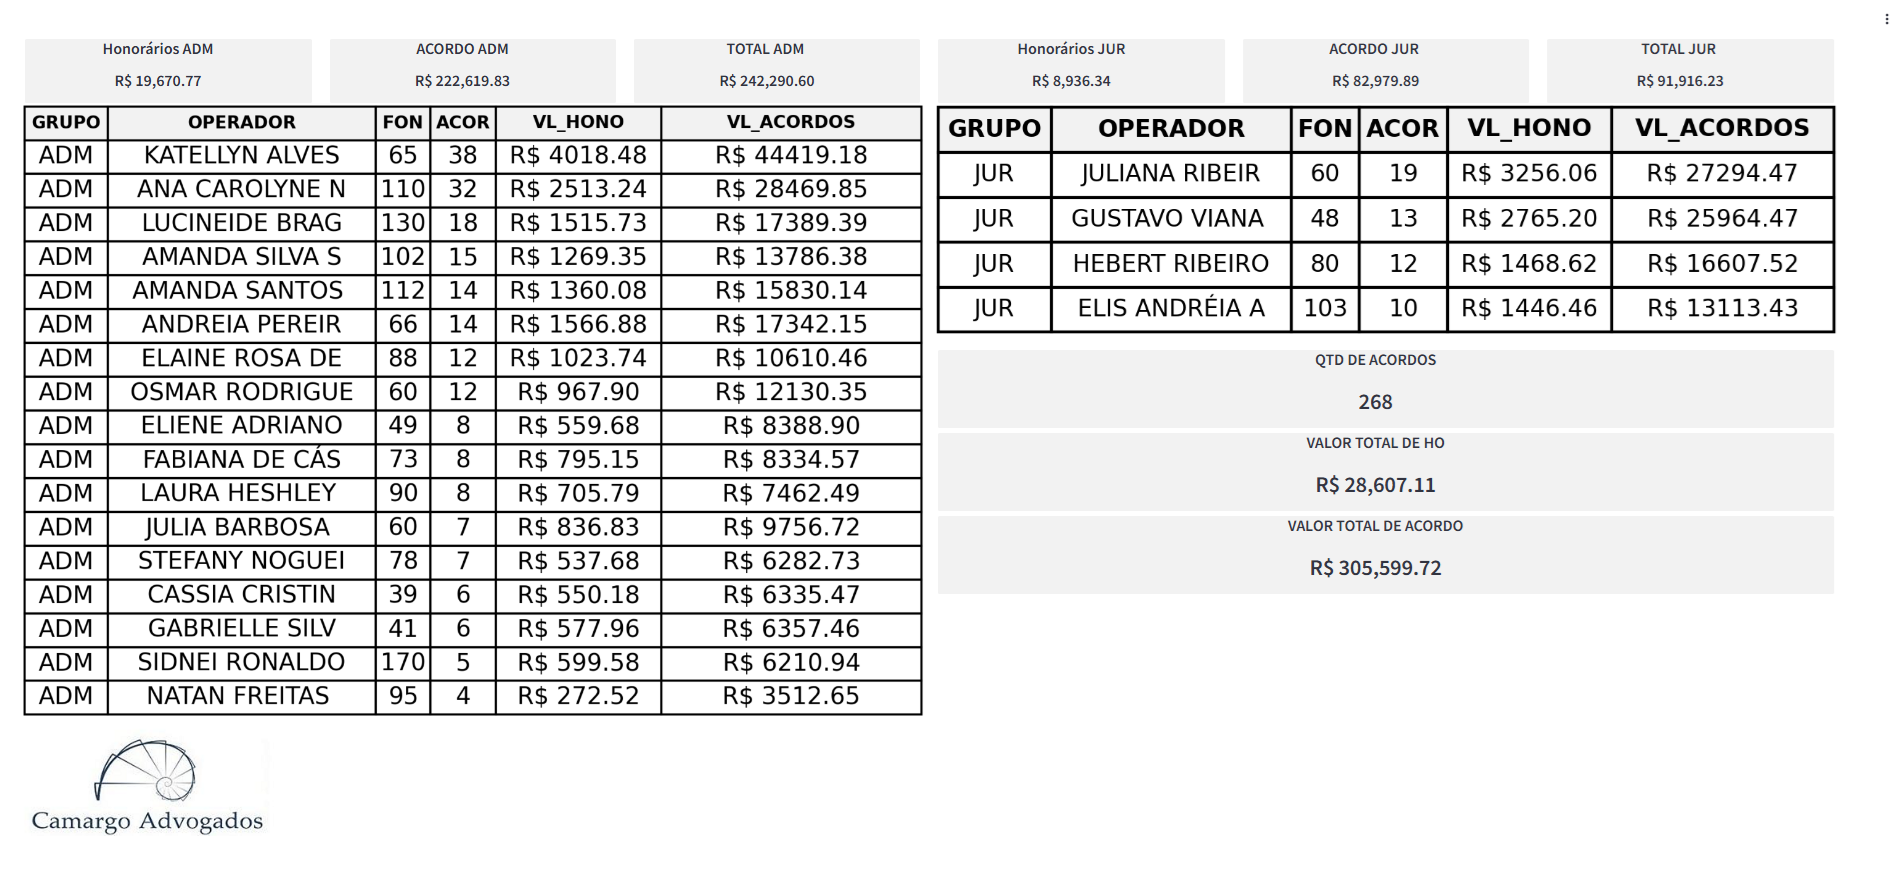 Honorários ADM
R$ 19,670.77
ACORDO ADM
R$ 222,619.83
TOTAL ADM
R$ 242,290.60
Honorários JUR
R$ 8,936.34
ACORDO JUR
R$ 82,979.89
TOTAL JUR
R$ 91,916.23
GRUPO OPERADOR FON ACOR VL_HONO VL_ACORDOS
ADM KATELLYN ALVES 65 38 R$ 4018.48 R$ 44419.18
ADM ANA CAROLYNE N 110 32 R$ 2513.24 R$ 28469.85
ADM LUCINEIDE BRAG 130 18 R$ 1515.73 R$ 17389.39
ADM AMANDA SILVA S 102 15 R$ 1269.35 R$ 13786.38
ADM AMANDA SANTOS 112 14 R$ 1360.08 R$ 15830.14
ADM ANDREIA PEREIR 66 14 R$ 1566.88 R$ 17342.15
ADM ELAINE ROSA DE 88 12 R$ 1023.74 R$ 10610.46
ADM OSMAR RODRIGUE 60 12 R$ 967.90 R$ 12130.35
ADM ELIENE ADRIANO 49 8 R$ 559.68 R$ 8388.90
ADM FABIANA DE CÁS 73 8 R$ 795.15 R$ 8334.57
ADM LAURA HESHLEY 90 8 R$ 705.79 R$ 7462.49
ADM JULIA BARBOSA 60 7 R$ 836.83 R$ 9756.72
ADM STEFANY NOGUEI 78 7 R$ 537.68 R$ 6282.73
ADM CASSIA CRISTIN 39 6 R$ 550.18 R$ 6335.47
ADM GABRIELLE SILV 41 6 R$ 577.96 R$ 6357.46
ADM SIDNEI RONALDO 170 5 R$ 599.58 R$ 6210.94
ADM NATAN FREITAS 95 4 R$ 272.52 R$ 3512.65
GRUPO OPERADOR FON ACOR VL_HONO VL_ACORDOS
JUR JULIANA RIBEIR 60 19 R$ 3256.06 R$ 27294.47
JUR GUSTAVO VIANA 48 13 R$ 2765.20 R$ 25964.47
JUR HEBERT RIBEIRO 80 12 R$ 1468.62 R$ 16607.52
JUR ELIS ANDRÉIA A 103 10 R$ 1446.46 R$ 13113.43
QTD DE ACORDOS
268
VALOR TOTAL DE HO
R$ 28,607.11
VALOR TOTAL DE ACORDO
R$ 305,599.72
Camargo Advogados